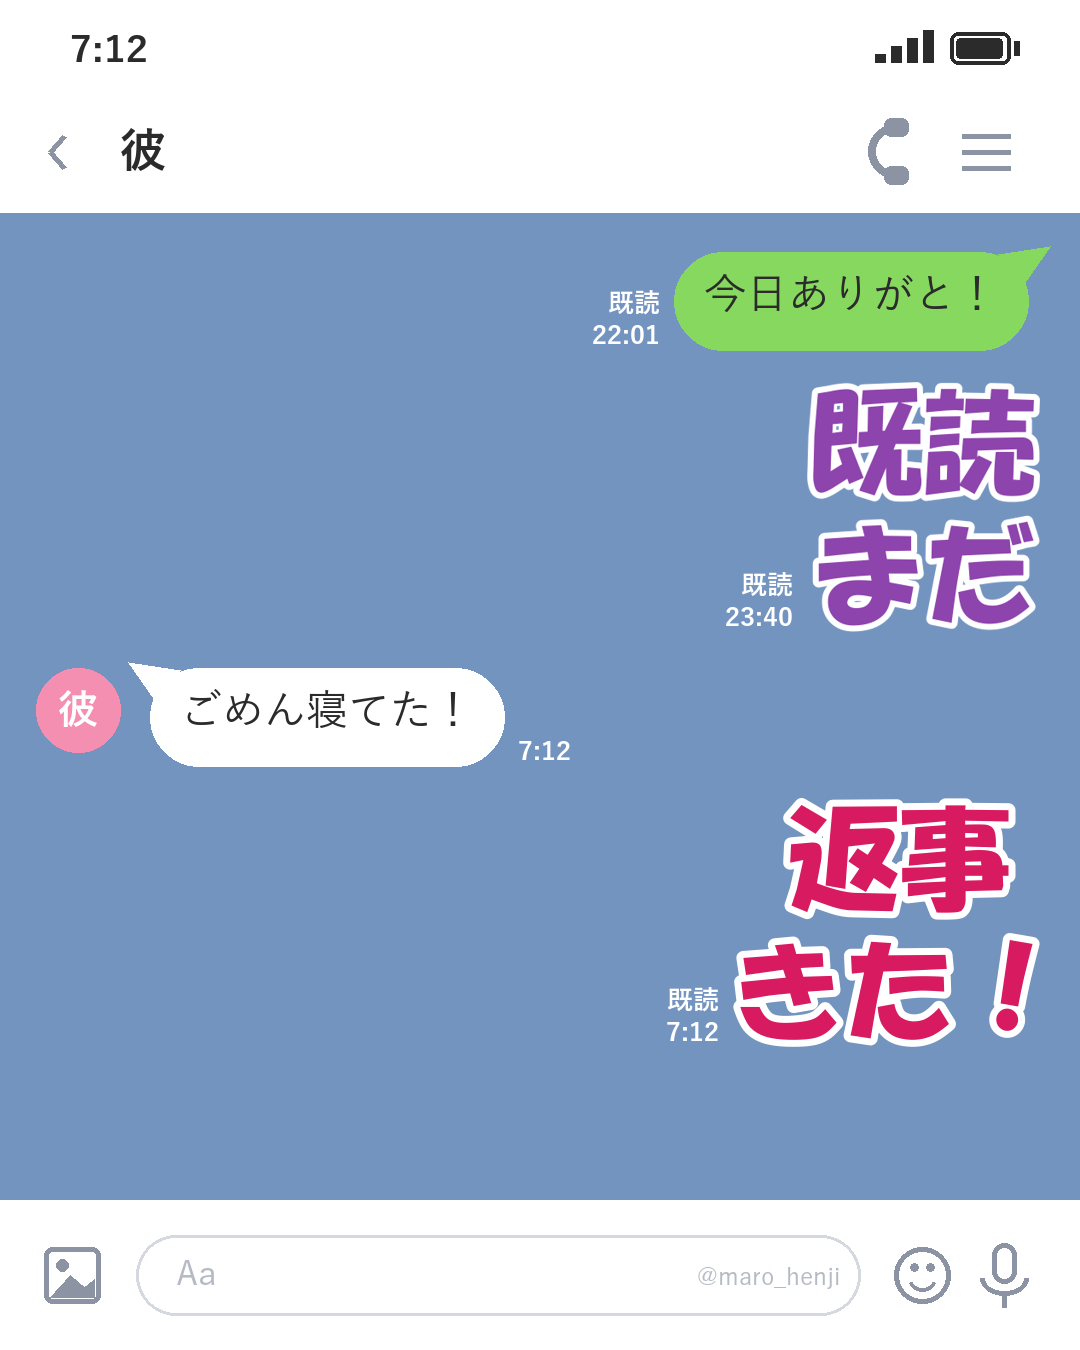 7:12
彼
今日ありがと！
既読
22:01
既読
まだ
既読
23:40
彼
ごめん寝てた！
7:12
返事
きた！
既読
7:12
Aa
@maro_henji